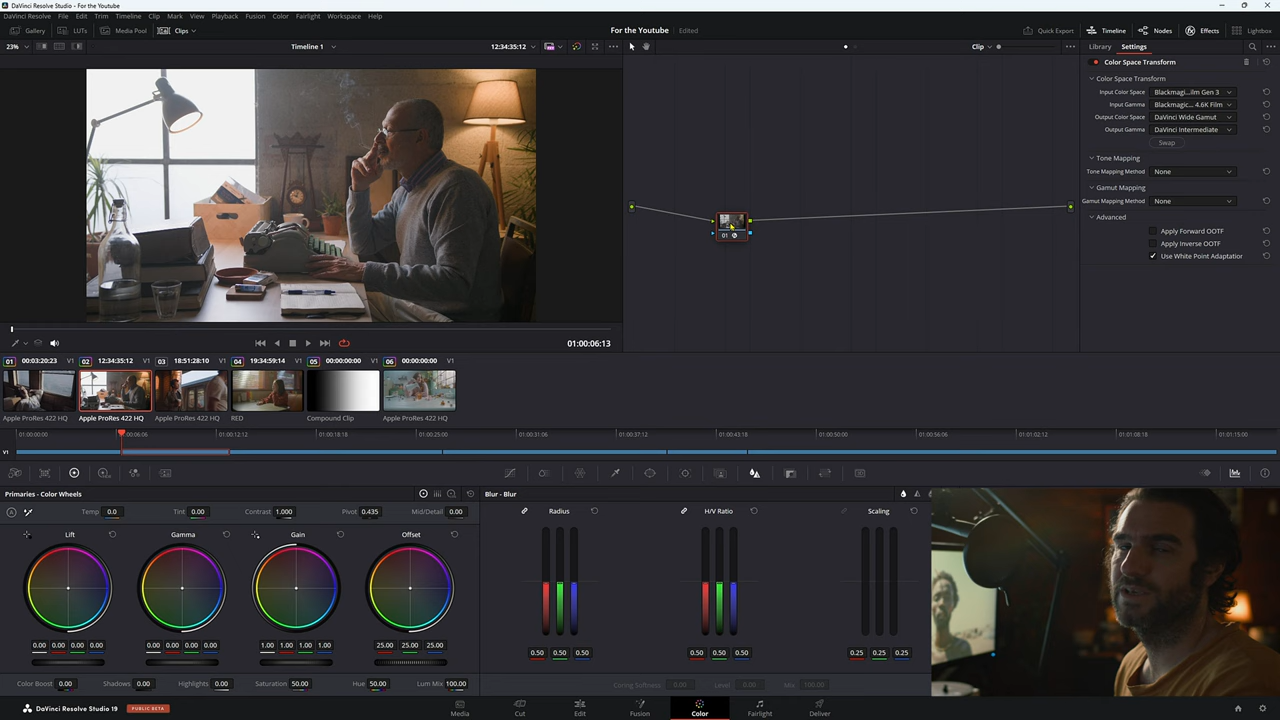 DaVinci Resolve Studio - For the Youtube
DaVinci Resolve File Edit Trim Timeline Clip Mark View Playback Fusion Color Fairlight Workspace Help
Gallery LUTs Media Pool Clips For the Youtube Edited Quick Export Timeline Nodes Effects Lightbox
23% Timeline 1 12:34:35:12 Clip Library Settings
Color Space Transform
Color Space Transform
Input Color Space Blackmagi...ilm Gen 3
Input Gamma Blackmagic... 4.6K Film
Output Color Space DaVinci Wide Gamut
Output Gamma DaVinci Intermediate
Swap
Tone Mapping
Tone Mapping Method None
Gamut Mapping
Gamut Mapping Method None
Advanced
Apply Forward OOTF
Apply Inverse OOTF
Use White Point Adaptatior
01
01:00:06:13
01 00:03:20:23 V1 02 12:34:35:12 V1 03 18:51:28:10 V1 04 19:34:59:14 V1 05 00:00:00:00 V1 06 00:00:00:00 V1
Apple ProRes 422 HQ Apple ProRes 422 HQ Apple ProRes 422 HQ RED Compound Clip Apple ProRes 422 HQ
01:00:00:00 00:06:06 01:00:12:12 01:00:18:18 01:00:25:00 01:00:31:06 01:00:37:12 01:00:43:18 01:00:50:00 01:00:56:06 01:01:02:12 01:01:08:18 01:01:15:00
V1
Primaries - Color Wheels Blur - Blur
Temp 0.0 Tint 0.00 Contrast 1.000 Pivot 0.435 Mid/Detail 0.00
Radius H/V Ratio Scaling
Lift Gamma Gain Offset
0.00 0.00 0.00 0.00 0.00 0.00 0.00 0.00 1.00 1.00 1.00 1.00 25.00 25.00 25.00
0.50 0.50 0.50 0.50 0.50 0.50 0.25 0.25 0.25
Color Boost 0.00 Shadows 0.00 Highlights 0.00 Saturation 50.00 Hue 50.00 Lum Mix 100.00
Coring Softness 0.00 Level 0.00 Mix 100.00
DaVinci Resolve Studio 19 PUBLIC BETA Media Cut Edit Fusion Color Fairlight Deliver